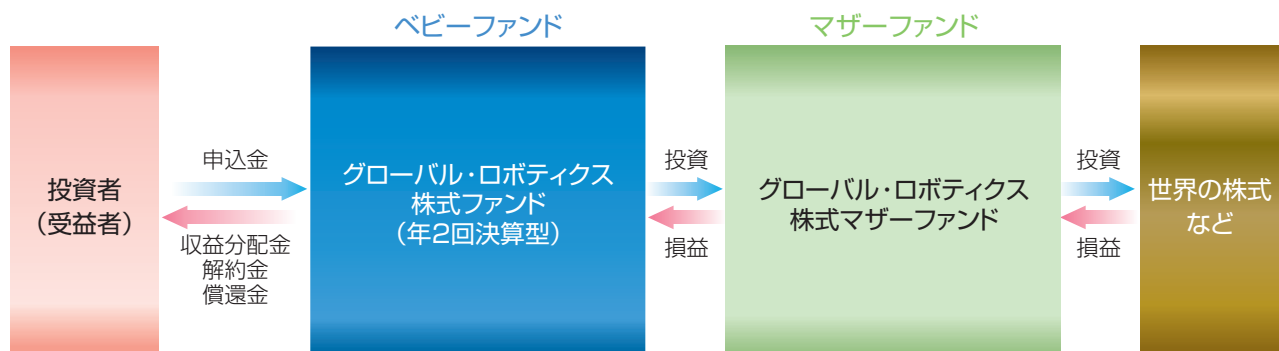 ベビーファンド
マザーファンド
投資者
（受益者）
申込金
収益分配金
解約金
償還金
グローバル・ロボティクス
株式ファンド
（年2回決算型）
投資
損益
グローバル・ロボティクス
株式マザーファンド
投資
損益
世界の株式
など